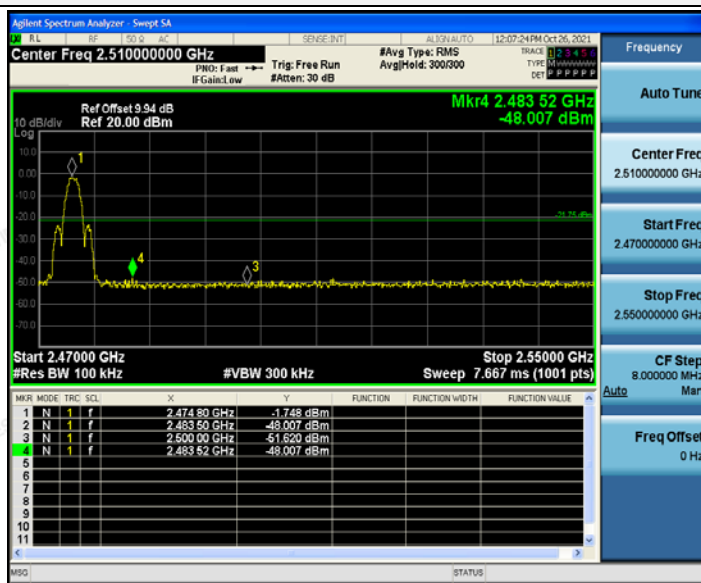 Agilent Spectrum Analyzer - Swept SA
RL RF 50 Ω AC SENSE:INT ALIGN AUTO 12:07:24 PM Oct 26, 2021
Center Freq 2.510000000 GHz
PNO: Fast
IFGain:Low
Trig: Free Run
#Atten: 30 dB
#Avg Type: RMS
Avg|Hold: 300/300
TRACE 1 2 3 4 5 6
TYPE M WWWWW
DET P P P P P P
Frequency
Auto Tune
Center Freq
2.510000000 GHz
Start Freq
2.470000000 GHz
Stop Freq
2.550000000 GHz
CF Step
8.000000 MHz
Auto Man
Freq Offset
0 Hz
Ref Offset 9.94 dB
Ref 20.00 dBm
10 dB/div
Log
Mkr4 2.483 52 GHz
-48.007 dBm
10.0
0.00
-10.0
-20.0
-30.0
-40.0
-50.0
-60.0
-70.0
1
4
3
-21.75 dBm
Start 2.47000 GHz Stop 2.55000 GHz
#Res BW 100 kHz #VBW 300 kHz Sweep 7.667 ms (1001 pts)
MKR MODE TRC SCL X Y FUNCTION FUNCTION WIDTH FUNCTION VALUE
1 N 1 f 2.474 80 GHz -1.748 dBm
2 N 1 f 2.483 50 GHz -48.007 dBm
3 N 1 f 2.500 00 GHz -51.620 dBm
4 N 1 f 2.483 52 GHz -48.007 dBm
5
6
7
8
9
10
11
MSG STATUS